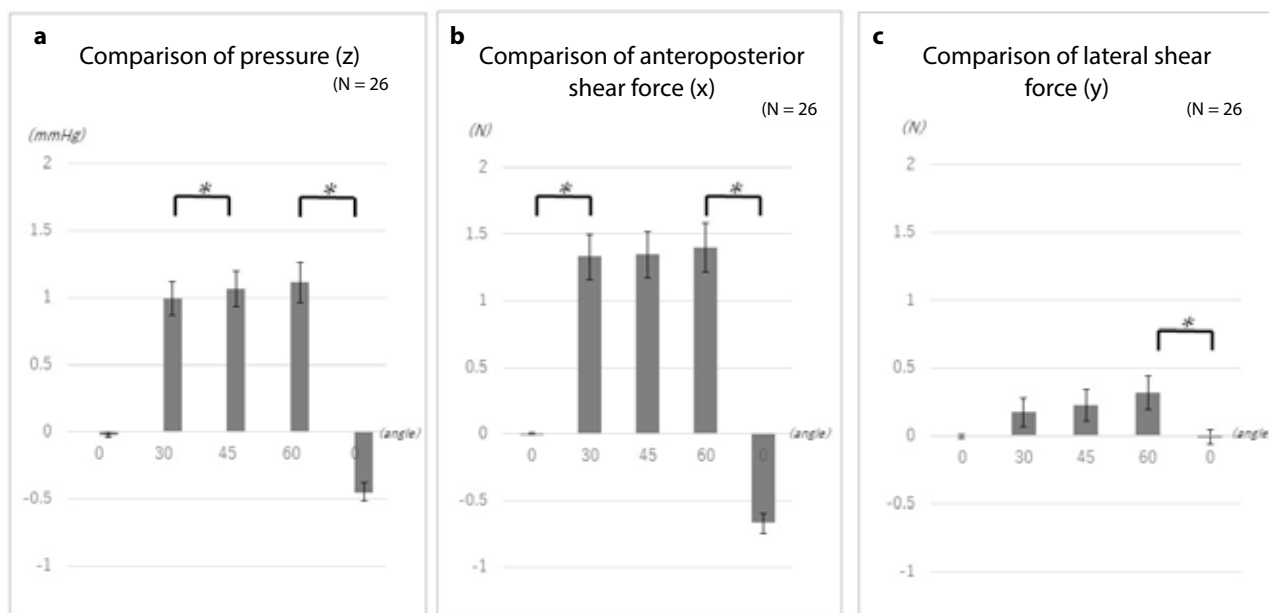 a
Comparison of pressure (z)
(N = 26
(mmHg)
2
*
*
1.5
1
0.5
0
(angle)
0 30 45 60 0
-0.5
-1
b
Comparison of anteroposterior
shear force (x)
(N = 26
(N)
2
*
*
1.5
1
0.5
0
(angle)
0 30 45 60 0
-0.5
-1
c
Comparison of lateral shear
force (y)
(N = 26
(N)
2
1.5
1
*
0.5
0
(angle)
0 30 45 60 0
-0.5
-1